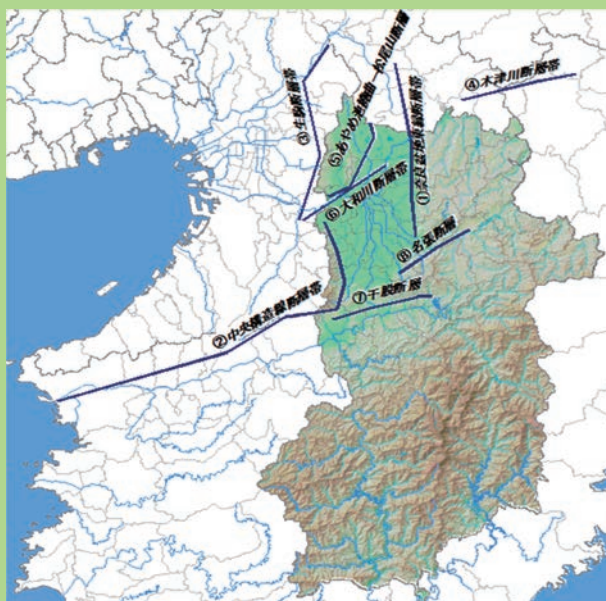 ①奈良盆地東縁断層帯
②中央構造線断層帯
③生駒断層帯
④木津川断層帯
⑤あやめ池撓曲ー松尾山断層
⑥大和川断層帯
⑦千股断層
⑧名張断層